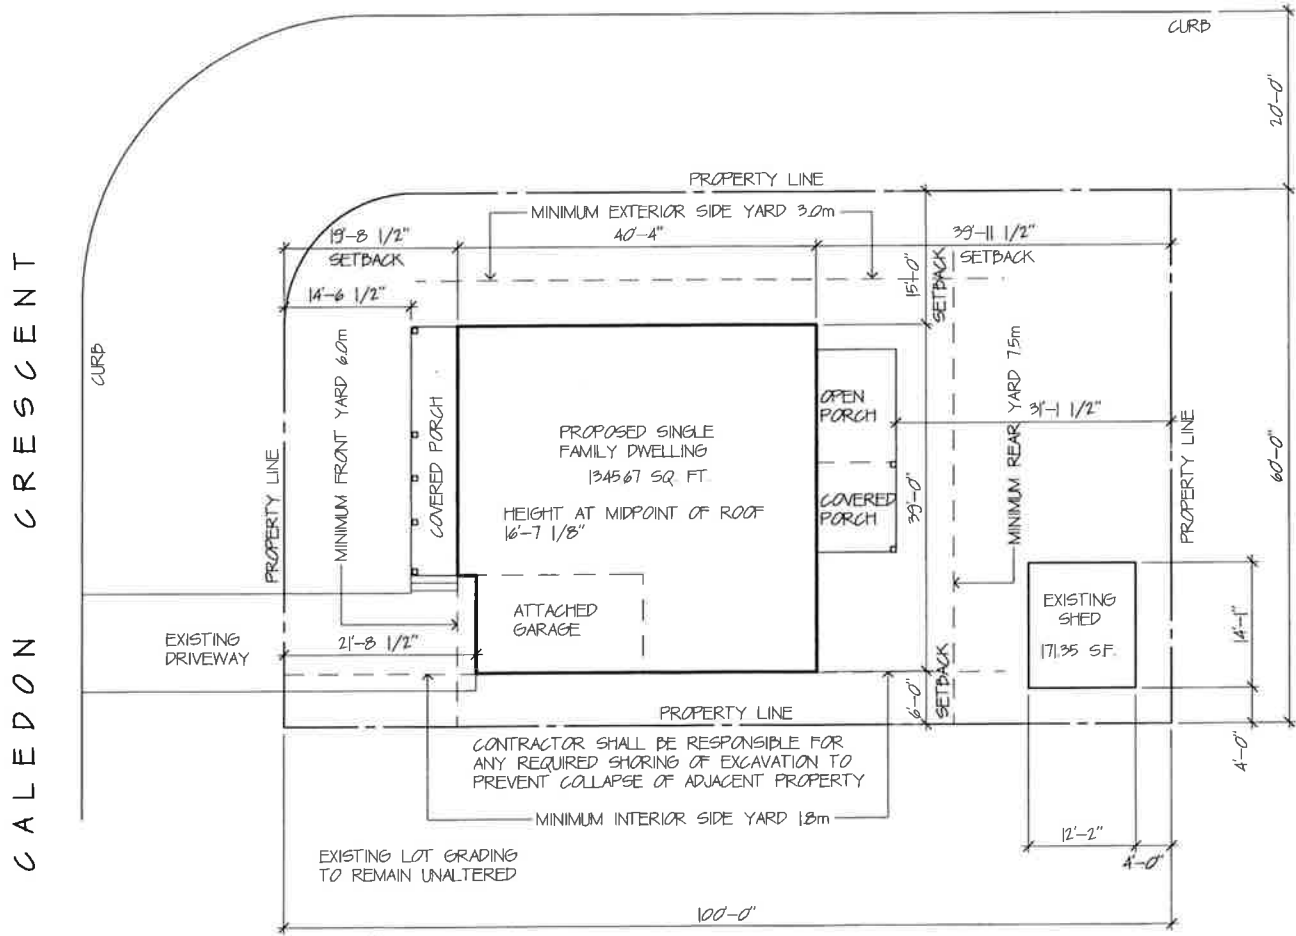 CURB
20'-0"
PROPERTY LINE
MINIMUM EXTERIOR SIDE YARD 3.0m
19'-8 1/2"
SETBACK
40'-4"
39'-11 1/2"
SETBACK
15'-0"
SETBACK
14'-6 1/2"
CURB
CALEDON CRESCENT
PROPERTY LINE
MINIMUM FRONT YARD 6.0m
COVERED PORCH
PROPOSED SINGLE
FAMILY DWELLING
1345.67 SQ. FT.
HEIGHT AT MIDPOINT OF ROOF
16'-7 1/8"
OPEN
PORCH
COVERED
PORCH
39'-0"
MINIMUM REAR YARD 7.5m
31'-1 1/2"
PROPERTY LINE
60'-0"
ATTACHED
GARAGE
EXISTING
DRIVEWAY
21'-8 1/2"
EXISTING
SHED
171.35 S.F.
14'-1"
6'-0"
SETBACK
PROPERTY LINE
CONTRACTOR SHALL BE RESPONSIBLE FOR
ANY REQUIRED SHORING OF EXCAVATION TO
PREVENT COLLAPSE OF ADJACENT PROPERTY
4'-0"
MINIMUM INTERIOR SIDE YARD 1.8m
12'-2"
4'-0"
EXISTING LOT GRADING
TO REMAIN UNALTERED
100'-0"